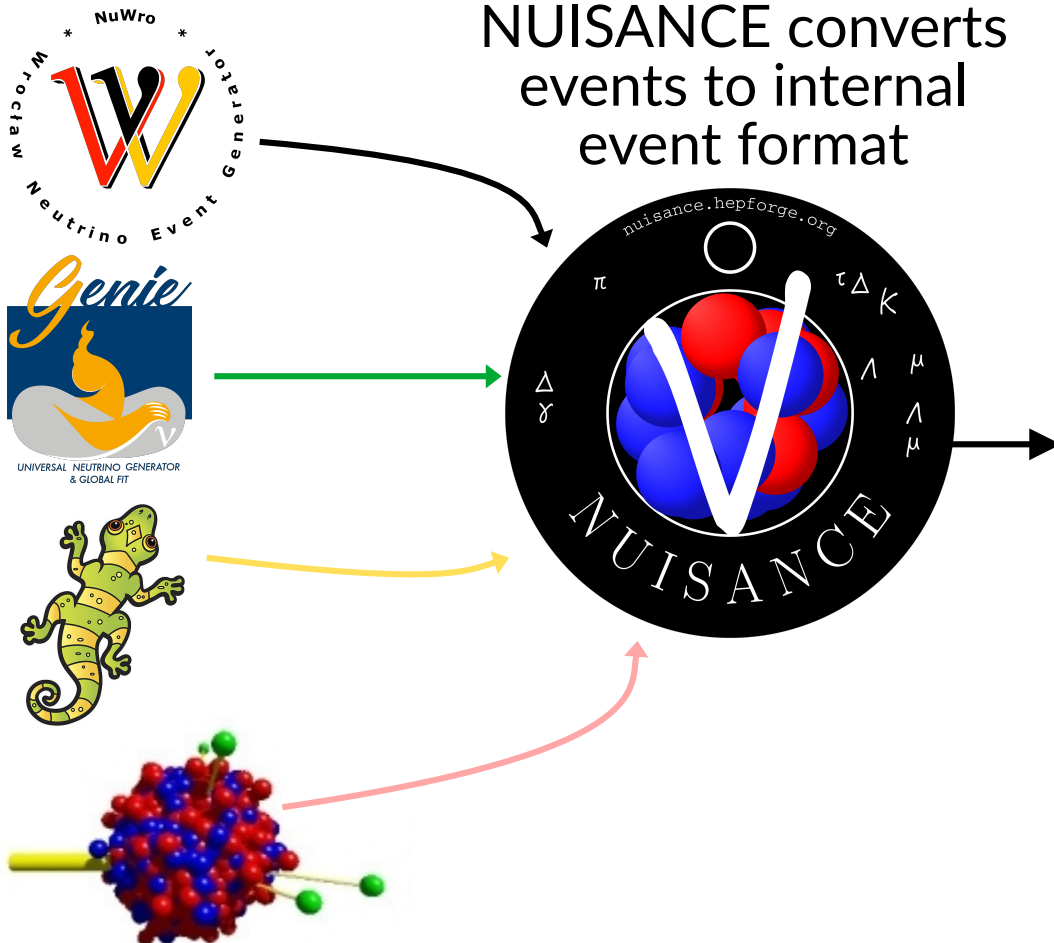 * NuWro *
Wrocław Neutrino Event Generator
NUISANCE converts
events to internal
event format
Genie
ν
UNIVERSAL NEUTRINO GENERATOR
& GLOBAL FIT
nuisance.hepforge.org
π
τ Δ K
Λ μ
Δ
γ
Λ
μ
V
NUISANCE